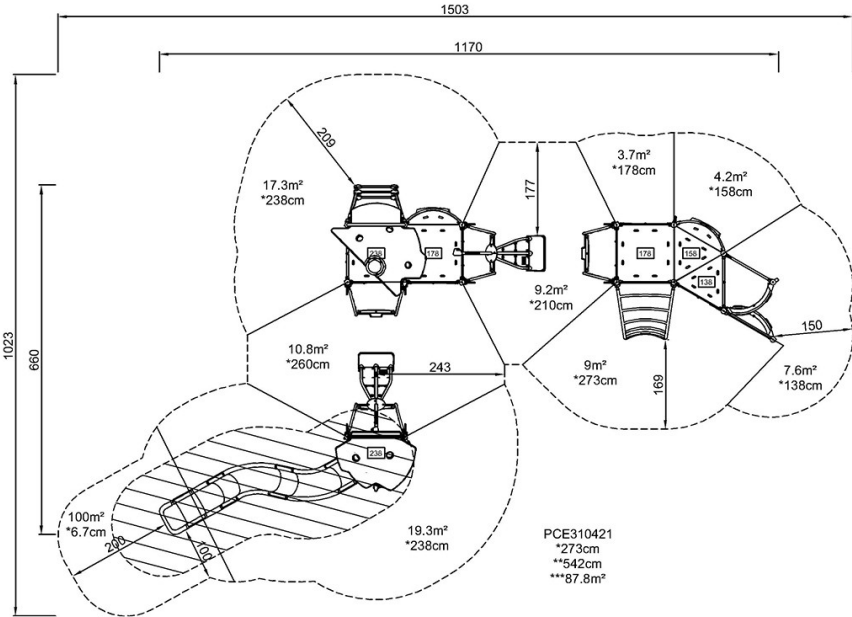 1503
1170
209
3.7m²
*178cm
17.3m²
*238cm
177
4.2m²
*158cm
238
178
178
158
138
9.2m²
*210cm
150
1023
660
10.8m²
*260cm
243
9m²
*273cm
169
7.6m²
*138cm
238
100m²
*6.7cm
200
100
19.3m²
*238cm
PCE310421
*273cm
**542cm
***87.8m²